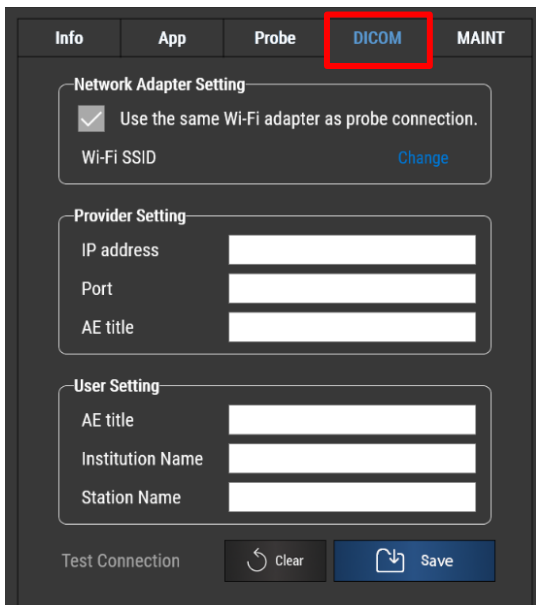 Info App Probe DICOM MAINT
Network Adapter Setting
Use the same Wi-Fi adapter as probe connection.
Wi-Fi SSID Change
Provider Setting
IP address
Port
AE title
User Setting
AE title
Institution Name
Station Name
Test Connection Clear Save